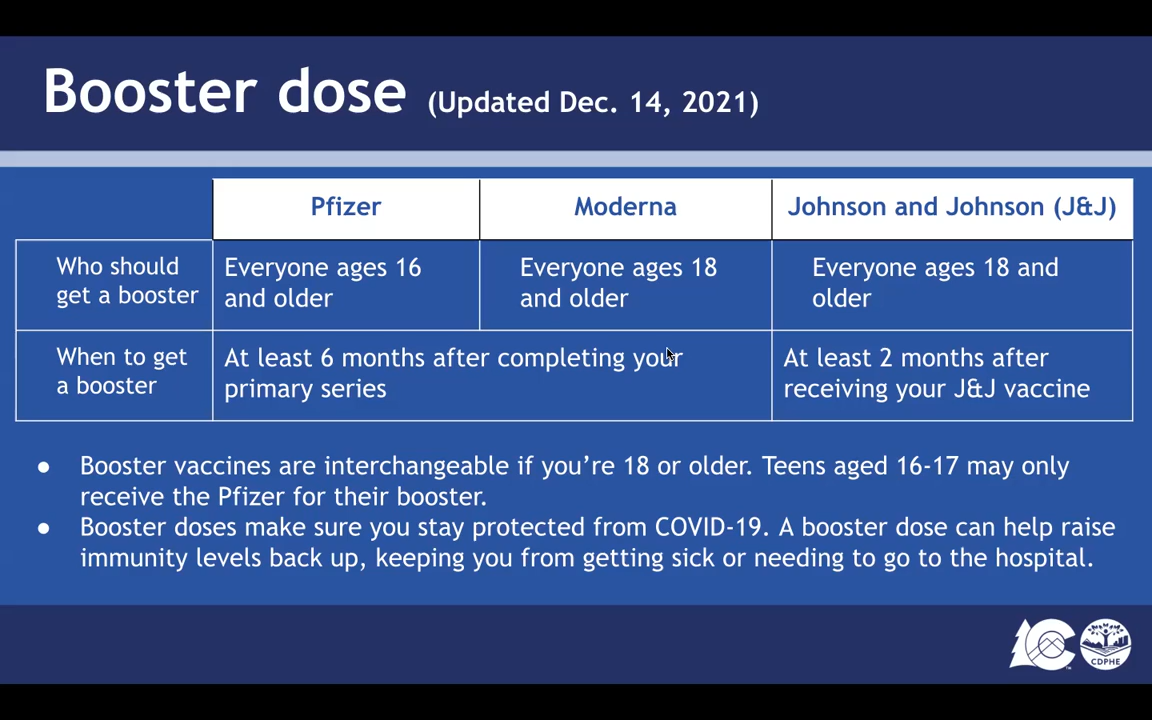 Booster dose (Updated Dec. 14, 2021)
Pfizer Moderna Johnson and Johnson (J&J)
Who should
get a booster
Everyone ages 16
and older
Everyone ages 18
and older
Everyone ages 18 and
older
When to get
a booster
At least 6 months after completing your
primary series
At least 2 months after
receiving your J&J vaccine
● Booster vaccines are interchangeable if you’re 18 or older. Teens aged 16-17 may only
receive the Pfizer for their booster.
● Booster doses make sure you stay protected from COVID-19. A booster dose can help raise
immunity levels back up, keeping you from getting sick or needing to go to the hospital.
CDPHE